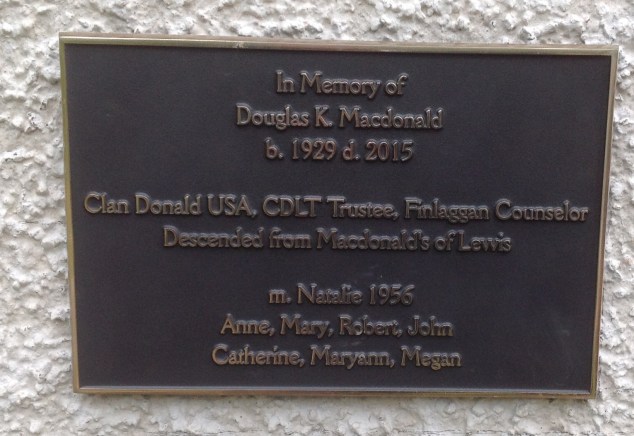 In Memory of
Douglas K. Macdonald
b. 1929 d. 2015
Clan Donald USA, CDLT Trustee, Finlaggan Counselor
Descended from Macdonald's of Lewis
m. Natalie 1956
Anne, Mary, Robert, John
Catherine, Maryann, Megan